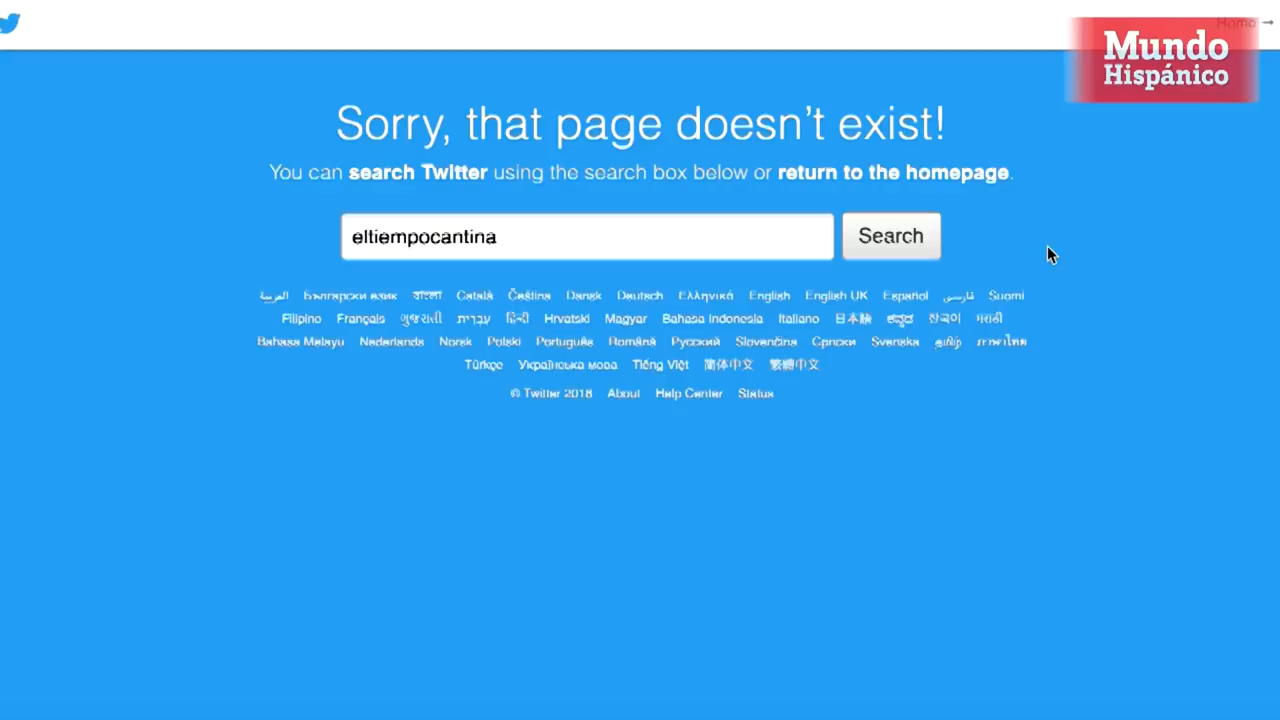 Home →
Mundo
Hispánico
Sorry, that page doesn't exist!
You can search Twitter using the search box below or return to the homepage.
eltiempocantina
Search
العربية Български език বাংলা Català Čeština Dansk Deutsch Ελληνικά English English UK Español فارسی Suomi
Filipino Français ગુજરાતી עברית हिन्दी Hrvatski Magyar Bahasa Indonesia Italiano 日本語 ಕನ್ನಡ 한국어 मराठी
Bahasa Melayu Nederlands Norsk Polski Português Română Русский Slovenčina Српски Svenska தமிழ் ภาษาไทย
Türkçe Українська мова Tiếng Việt 简体中文 繁體中文
© Twitter 2018 About Help Center Status